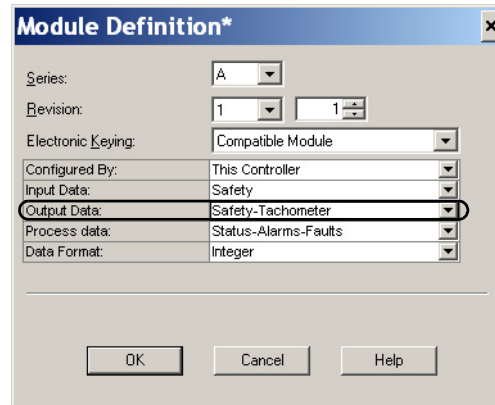 Module Definition*
Series: A
Revision: 1 1
Electronic Keying: Compatible Module
Configured By: This Controller
Input Data: Safety
Output Data: Safety-Tachometer
Process data: Status-Alarms-Faults
Data Format: Integer
OK Cancel Help